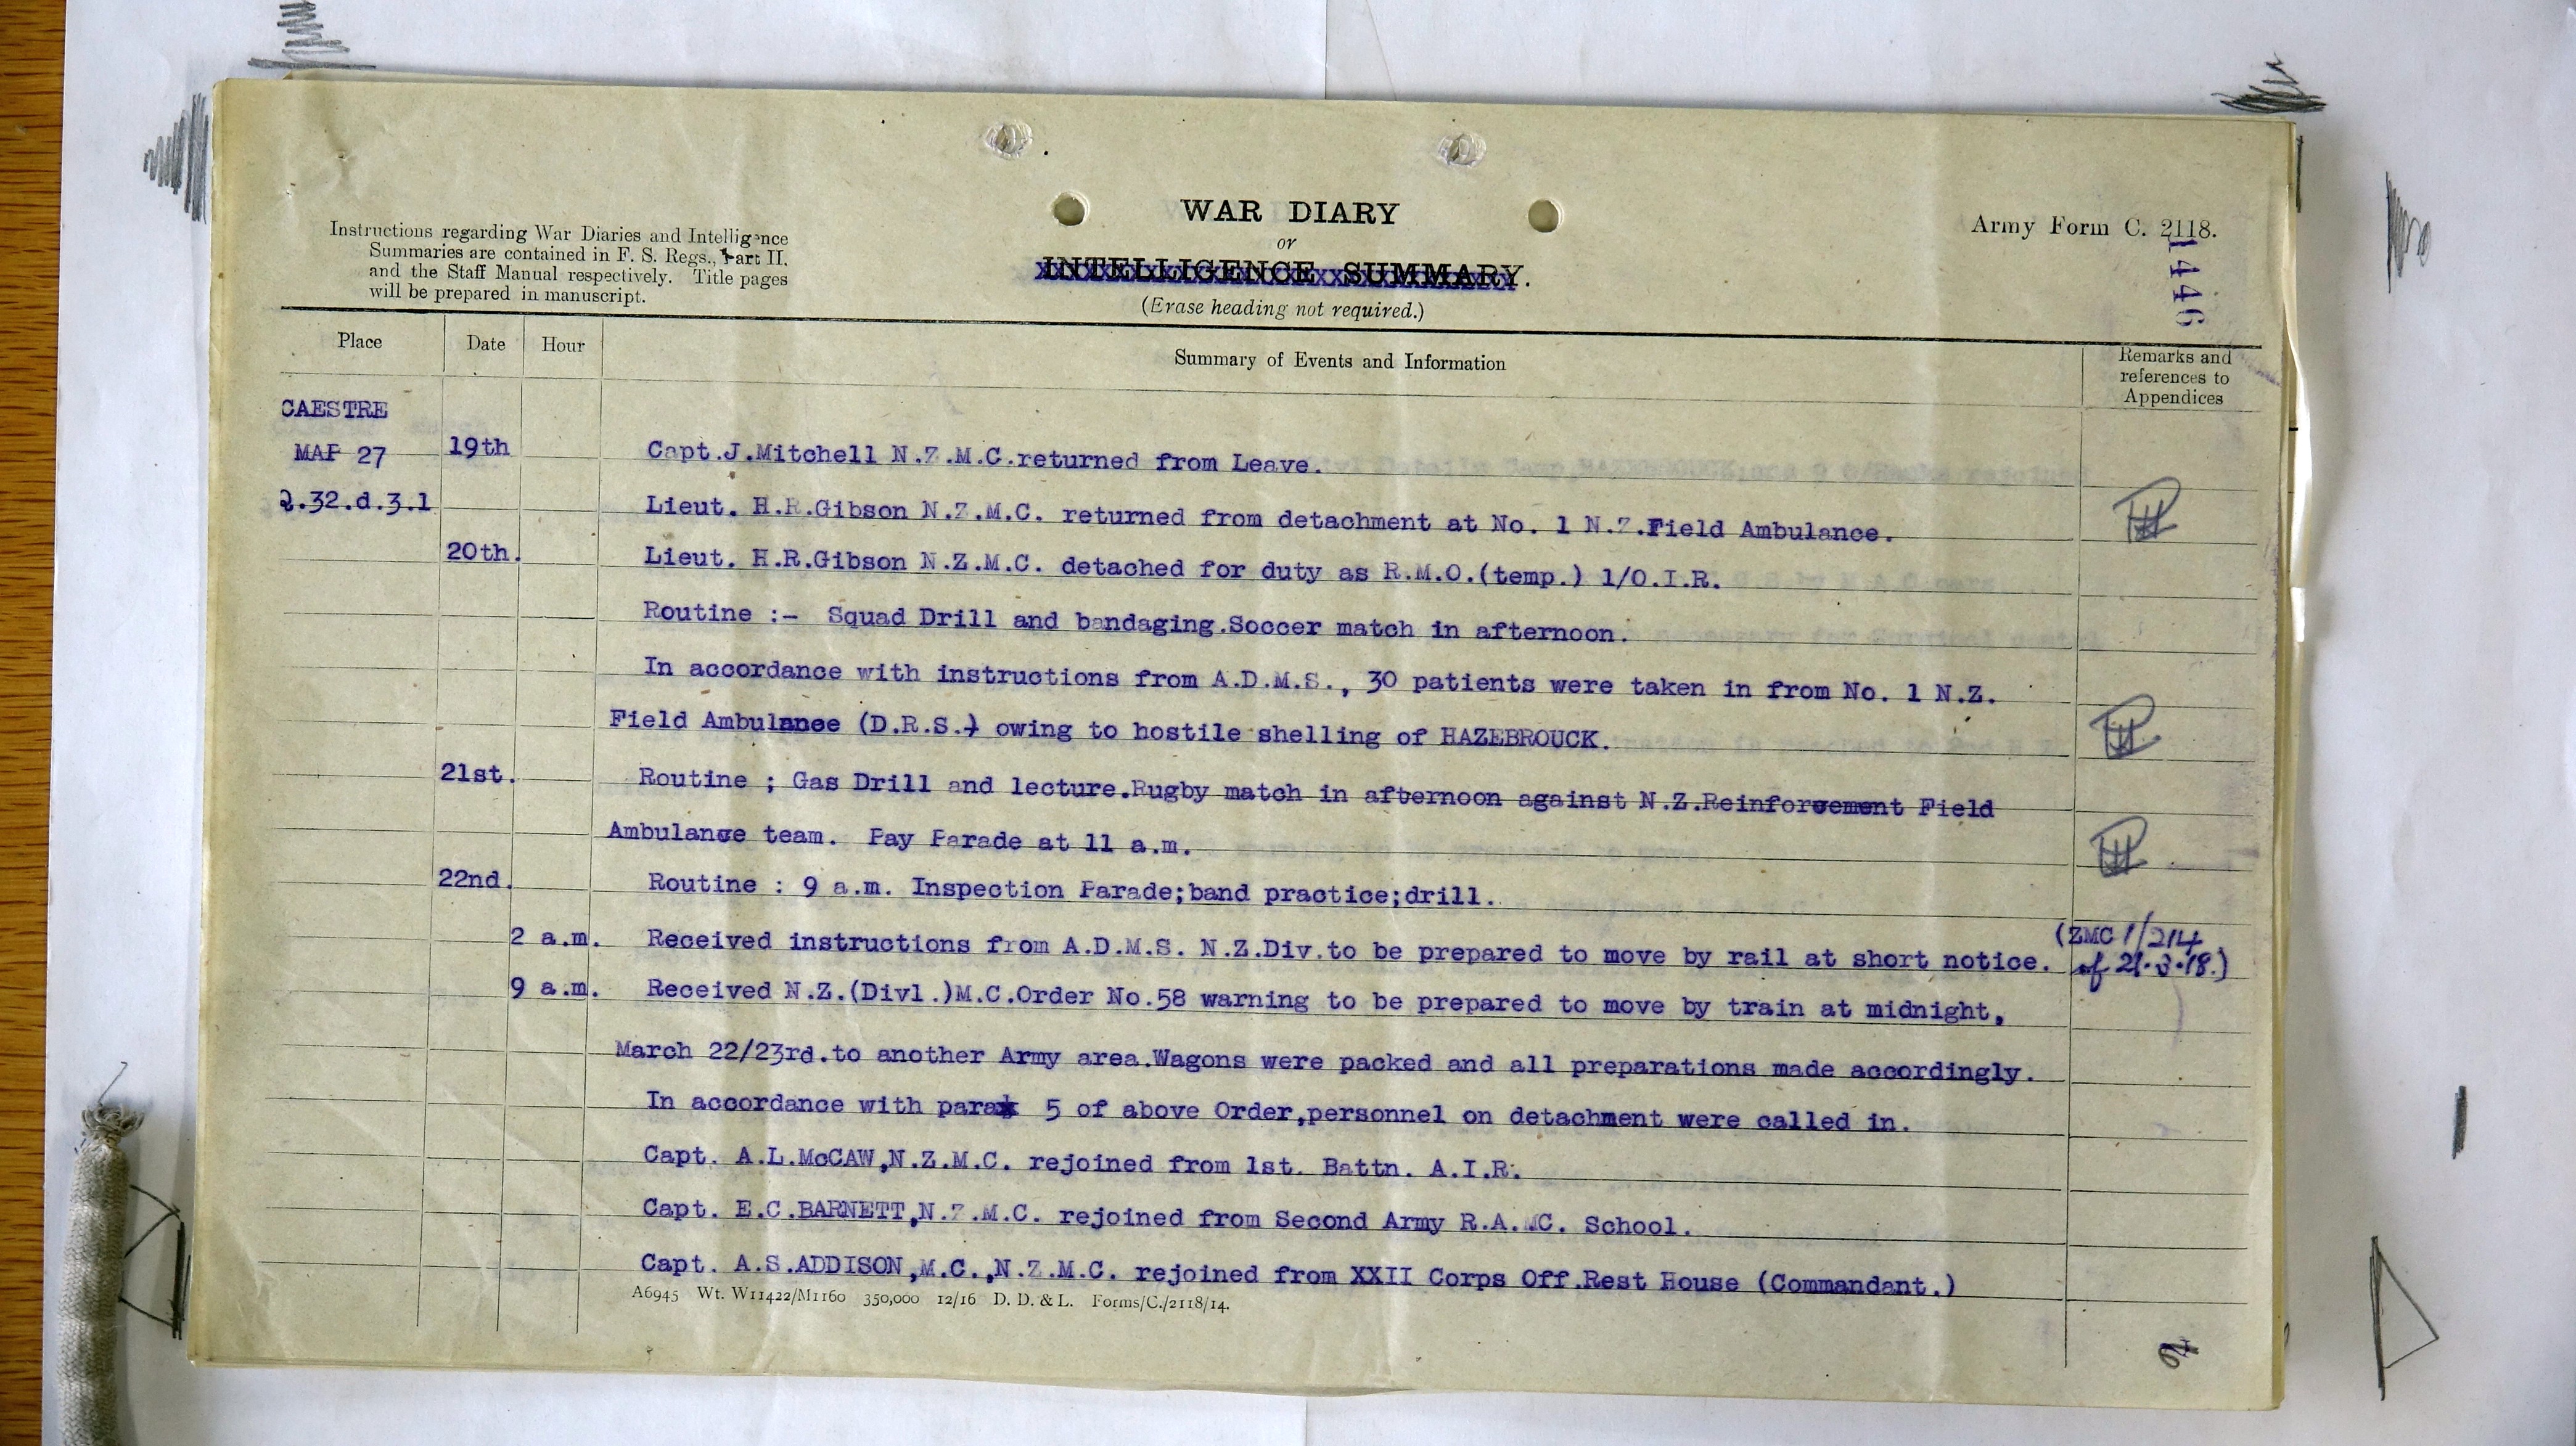 Instructions regarding War Diaries and Intelligence
Summaries are contained in F. S. Regs., Part II.
and the Staff Manual respectively. Title pages
will be prepared in manuscript.
WAR DIARY
or
INTELLIGENCE SUMMARY.
(Erase heading not required.)
Army Form C. 2118.
1446
Place Date Hour Summary of Events and Information Remarks and references to Appendices
CAESTRE
MAP 27 19th Capt.J.Mitchell N.Z.M.C.returned from Leave.
Q.32.d.3.1 Lieut. H.R.Gibson N.Z.M.C. returned from detachment at No. 1 N.Z.Field Ambulance.
20th. Lieut. H.R.Gibson N.Z.M.C. detached for duty as R.M.O.(temp.) 1/O.I.R.
Routine :- Squad Drill and bandaging.Soccer match in afternoon.
In accordance with instructions from A.D.M.S., 30 patients were taken in from No. 1 N.Z.
Field Ambulance (D.R.S.) owing to hostile shelling of HAZEBROUCK.
21st. Routine ; Gas Drill and lecture.Rugby match in afternoon against N.Z.Reinforcement Field
Ambulance team. Pay Parade at 11 a.m.
22nd. Routine : 9 a.m. Inspection Parade;band practice;drill.
2 a.m. Received instructions from A.D.M.S. N.Z.Div.to be prepared to move by rail at short notice. (ZMC 1/214
of 21.3.18.)
9 a.m. Received N.Z.(Divl.)M.C.Order No.58 warning to be prepared to move by train at midnight,
March 22/23rd.to another Army area.Wagons were packed and all preparations made accordingly.
In accordance with para 5 of above Order,personnel on detachment were called in.
Capt. A.L.McCAW,N.Z.M.C. rejoined from 1st. Battn. A.I.R.
Capt. E.C.BARNETT,N.Z.M.C. rejoined from Second Army R.A.MC. School.
Capt. A.S.ADDISON,M.C.,N.Z.M.C. rejoined from XXII Corps Off.Rest House (Commandant.)
A6945 Wt. W11422/M1160 350,000 12/16 D. D. & L. Forms/C./2118/14.